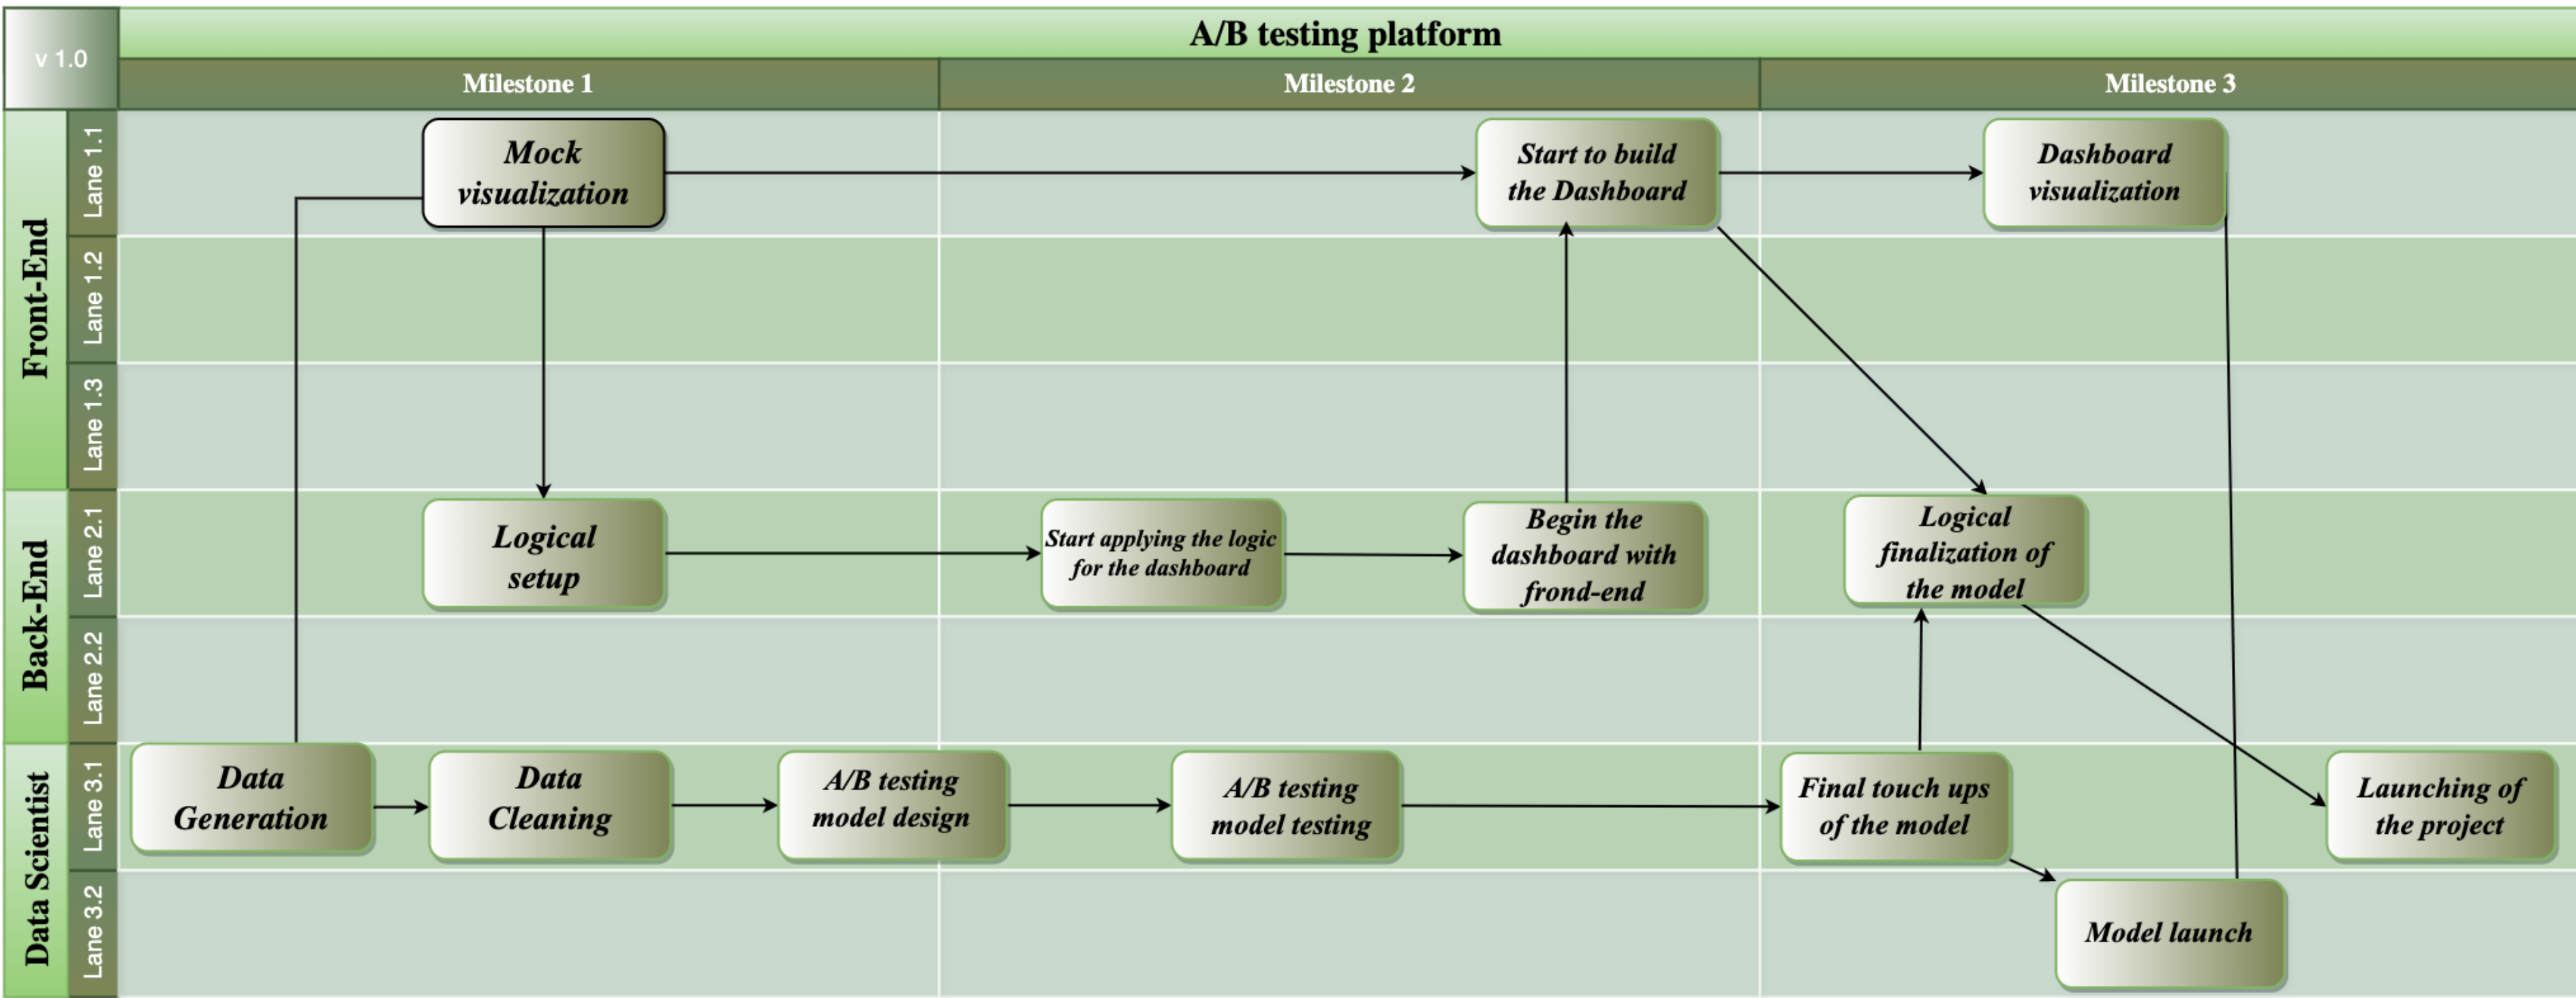 v 1.0
A/B testing platform
Milestone 1
Milestone 2
Milestone 3
Front-End
Lane 1.1
Mock
visualization
Start to build
the Dashboard
Dashboard
visualization
Lane 1.2
Lane 1.3
Back-End
Lane 2.1
Logical
setup
Start applying the logic
for the dashboard
Begin the
dashboard with
frond-end
Logical
finalization of
the model
Lane 2.2
Data Scientist
Lane 3.1
Data
Generation
Data
Cleaning
A/B testing
model design
A/B testing
model testing
Final touch ups
of the model
Launching of
the project
Lane 3.2
Model launch